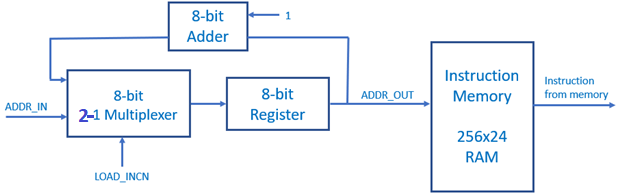 8-bit
Adder
1
8-bit
2-1 Multiplexer
8-bit
Register
Instruction
Memory
256x24
RAM
ADDR_IN
ADDR_OUT
Instruction
from memory
LOAD_INCN